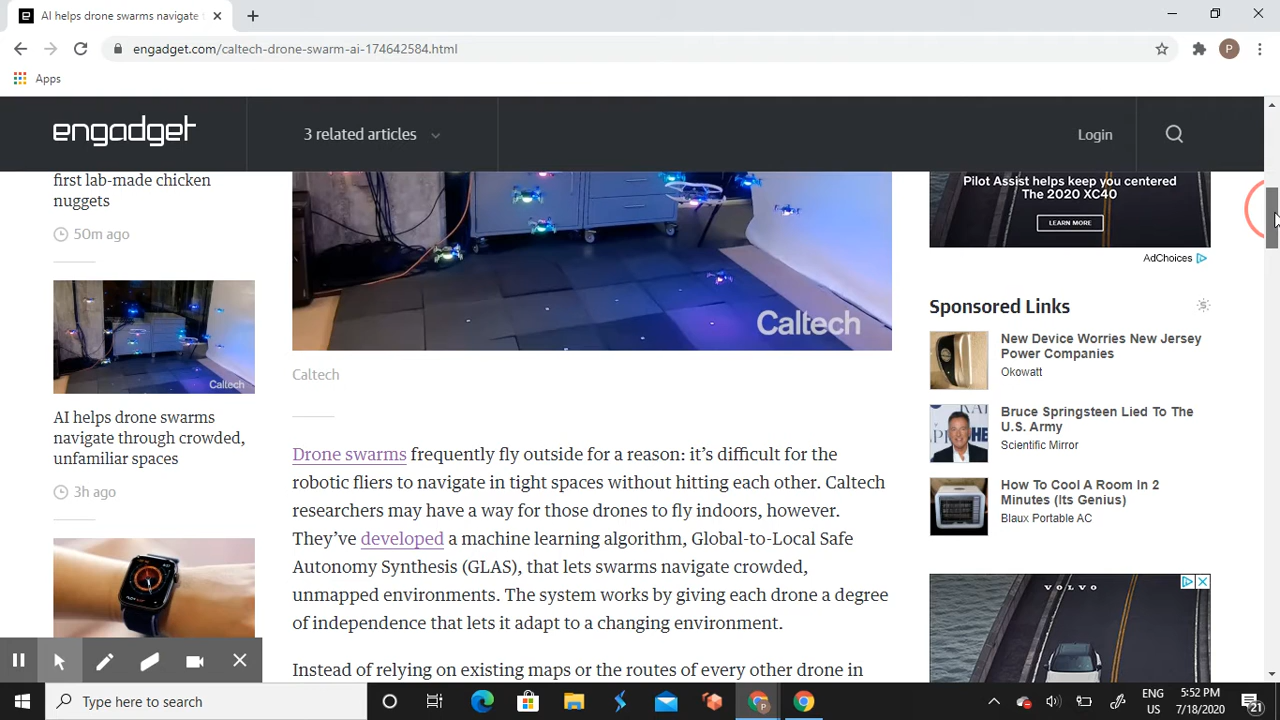 AI helps drone swarms navigate
engadget.com/caltech-drone-swarm-ai-174642584.html
P
Apps
engadget
3 related articles
Login
first lab-made chicken
nuggets
50m ago
Caltech
AI helps drone swarms
navigate through crowded,
unfamiliar spaces
3h ago
Caltech
Caltech
Drone swarms frequently fly outside for a reason: it's difficult for the
robotic fliers to navigate in tight spaces without hitting each other. Caltech
researchers may have a way for those drones to fly indoors, however.
They've developed a machine learning algorithm, Global-to-Local Safe
Autonomy Synthesis (GLAS), that lets swarms navigate crowded,
unmapped environments. The system works by giving each drone a degree
of independence that lets it adapt to a changing environment.
Instead of relying on existing maps or the routes of every other drone in
Pilot Assist helps keep you centered
The 2020 XC40
LEARN MORE
AdChoices
Sponsored Links
New Device Worries New Jersey
Power Companies
Okowatt
Bruce Springsteen Lied To The
U.S. Army
Scientific Mirror
How To Cool A Room In 2
Minutes (Its Genius)
Blaux Portable AC
VOLVO
Type here to search
P
ENG
US
5:52 PM
7/18/2020
21